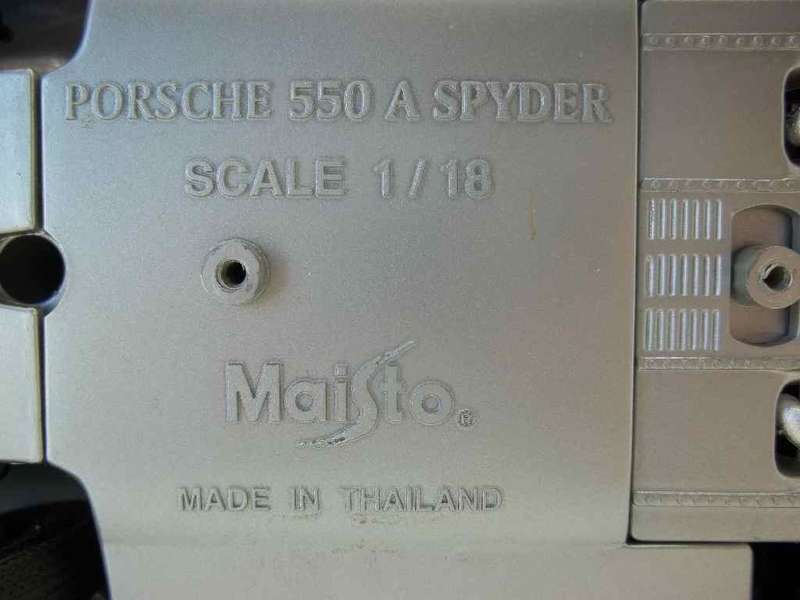 PORSCHE 550 A SPYDER
SCALE 1/18
Maisto®
MADE IN THAILAND